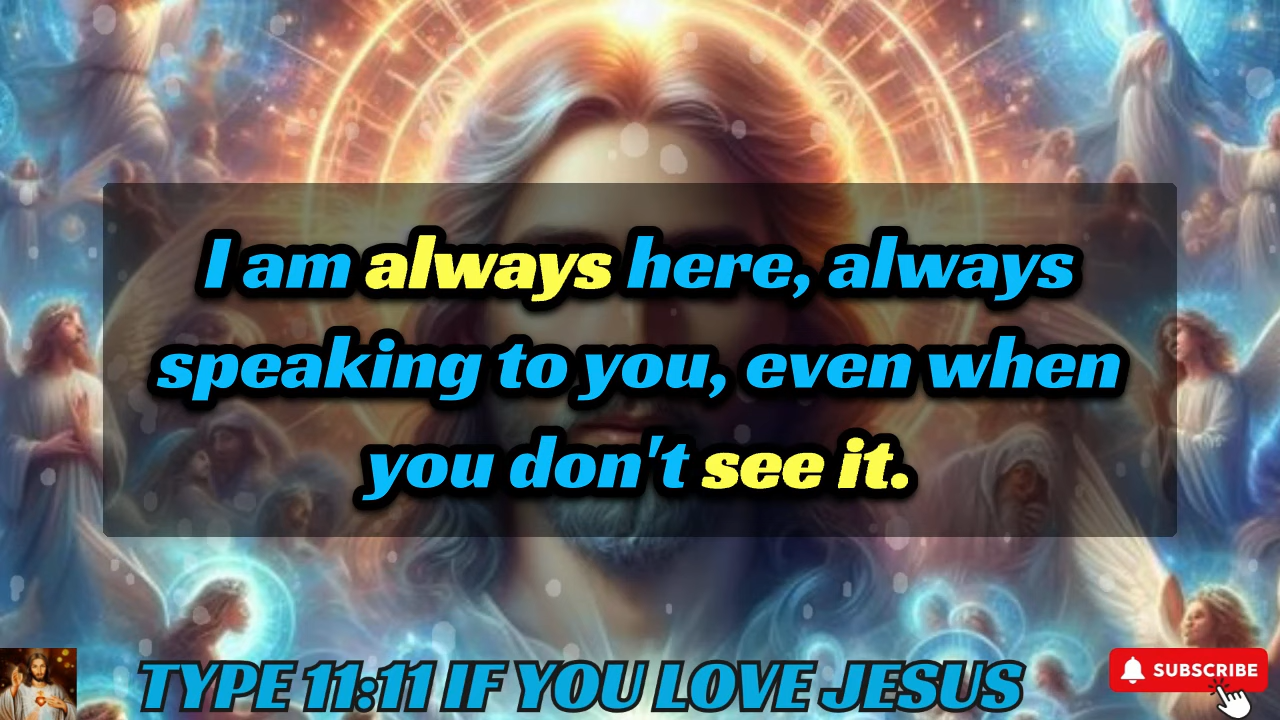 I am always here, always
speaking to you, even when
you don't see it.
TYPE 11:11 IF YOU LOVE JESUS
SUBSCRIBE